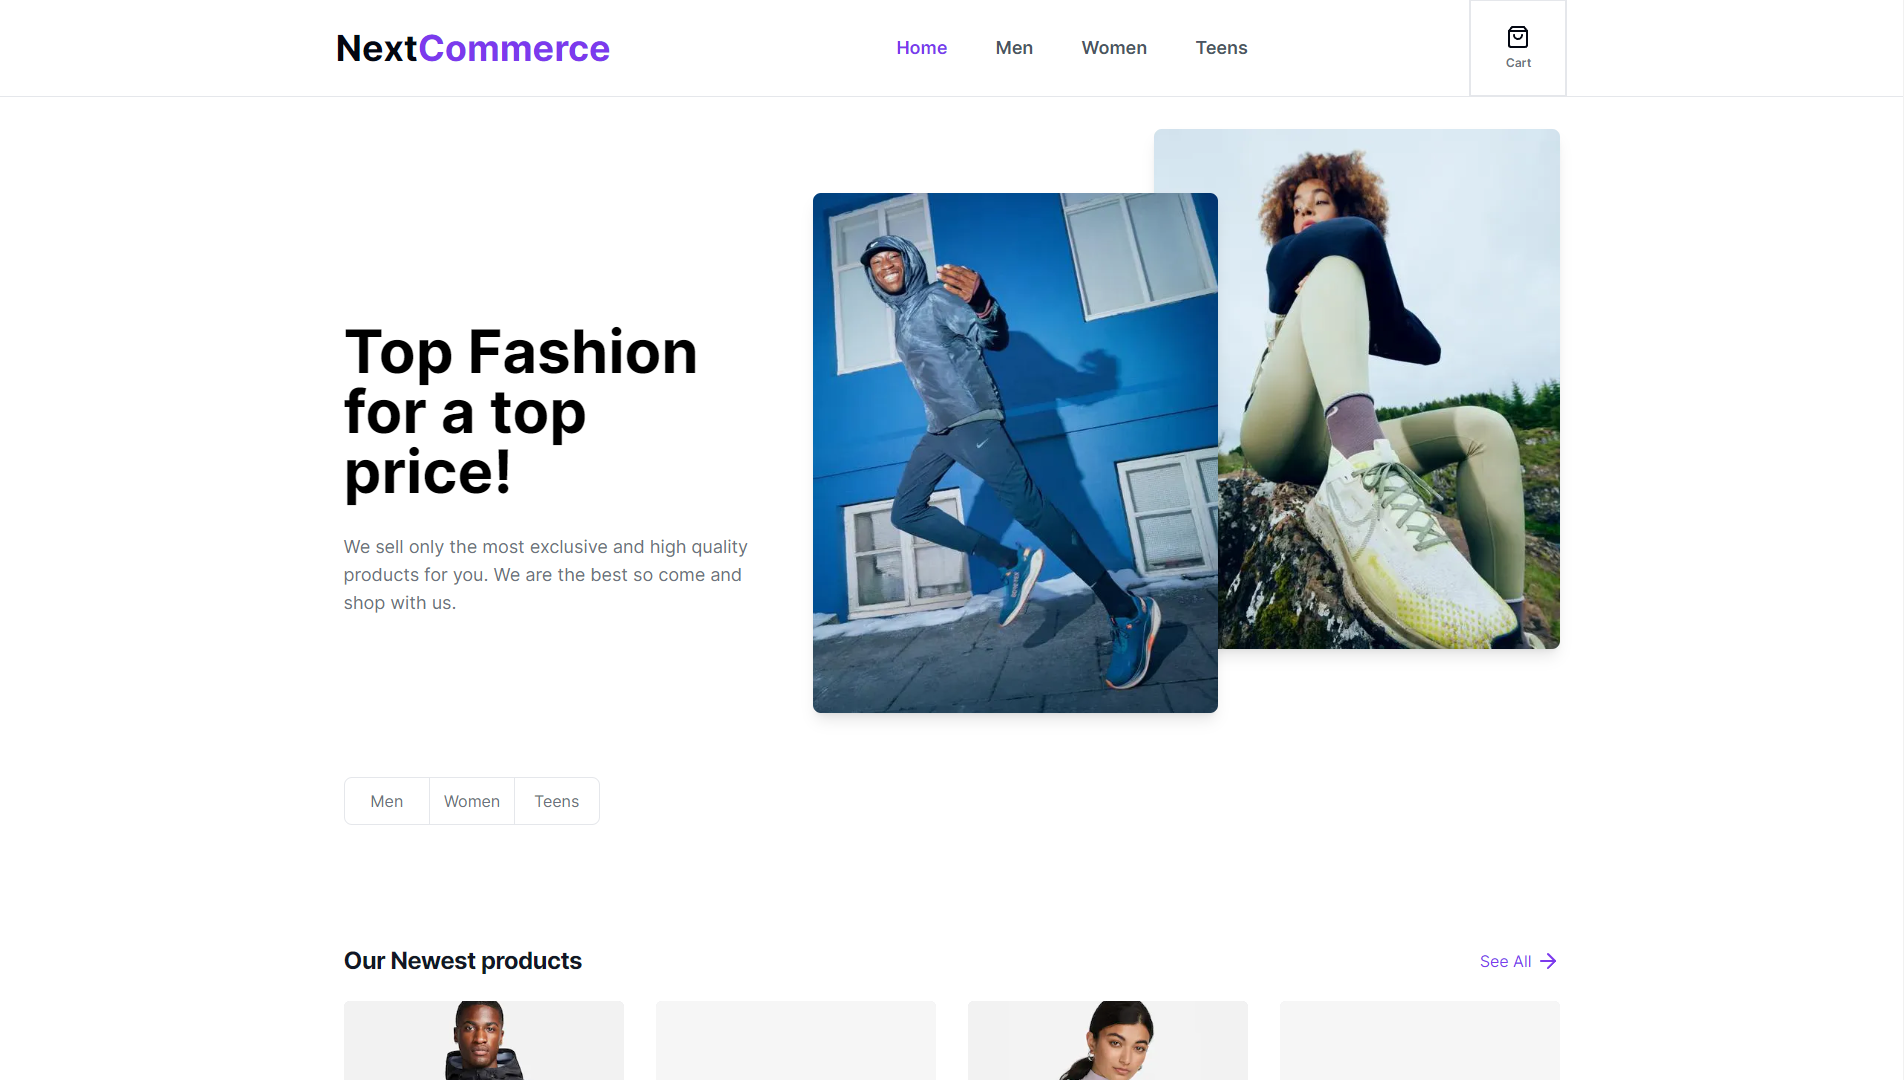 NextCommerce
Home Men Women Teens
Cart
Top Fashion
for a top
price!
We sell only the most exclusive and high quality
products for you. We are the best so come and
shop with us.
Men Women Teens
Our Newest products
See All